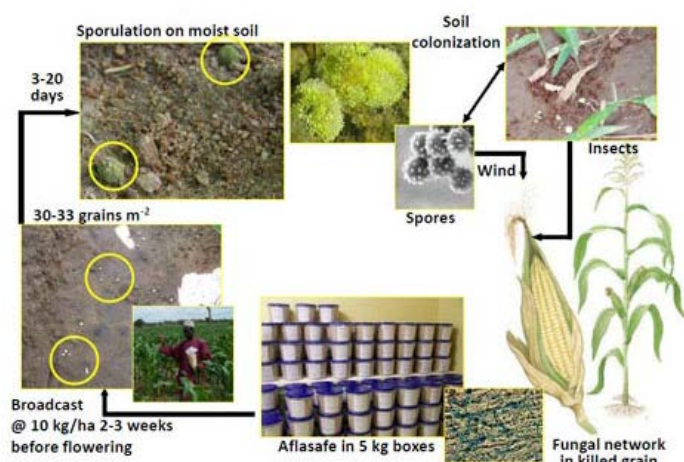 Sporulation on moist soil
Soil
colonization
3-20
days
Insects
Wind
Spores
30-33 grains m⁻²
Broadcast
@ 10 kg/ha 2-3 weeks
before flowering
Aflasafe in 5 kg boxes
Fungal network
in killed grain